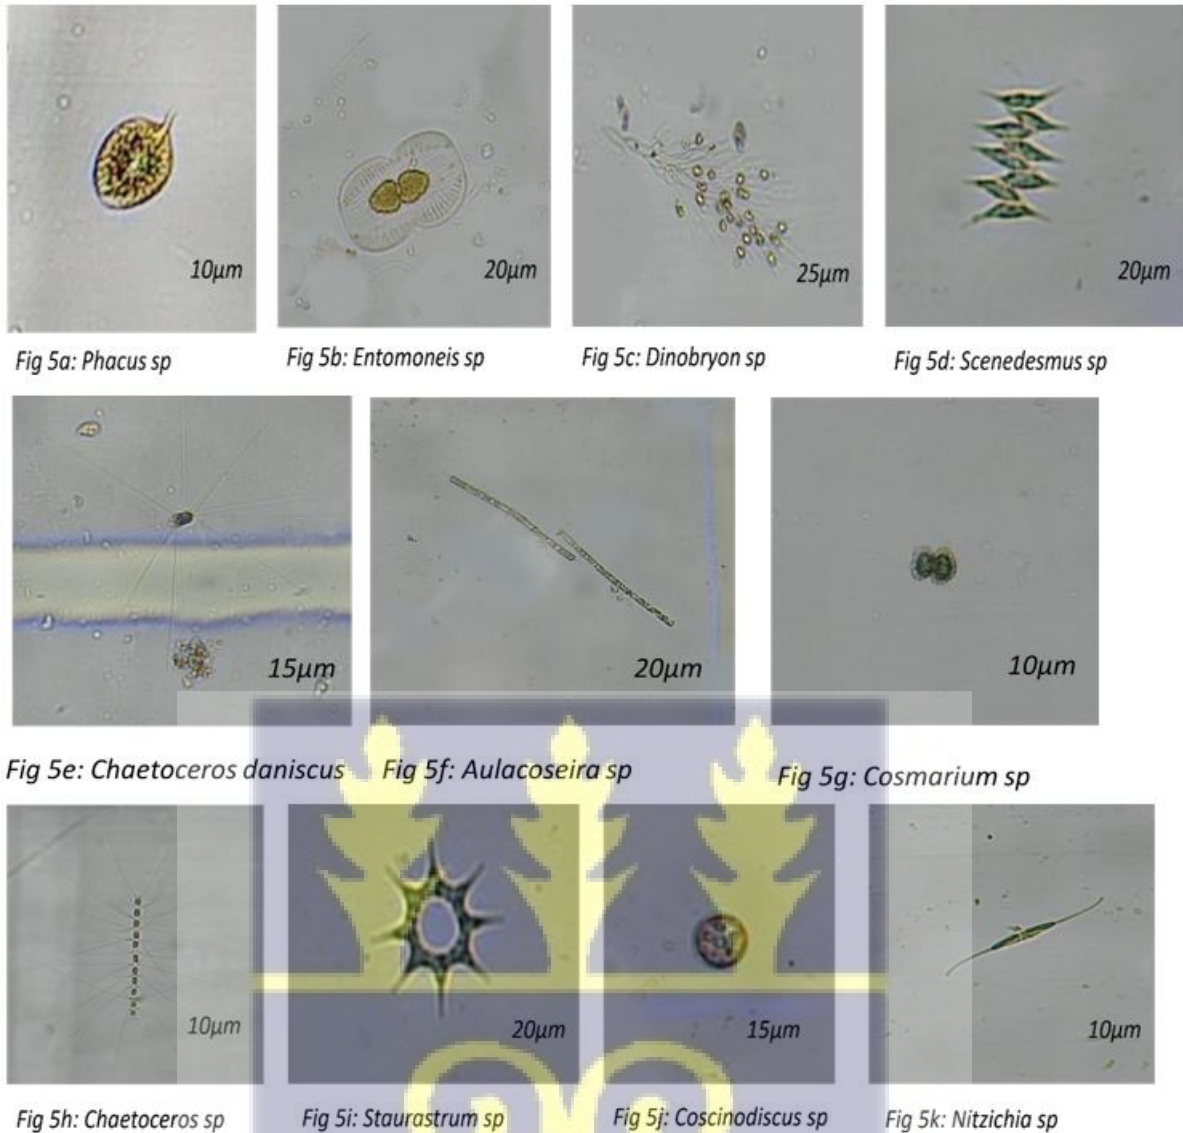 10µm
20µm
25µm
20µm
Fig 5a: Phacus sp
Fig 5b: Entomoneis sp
Fig 5c: Dinobryon sp
Fig 5d: Scenedesmus sp
15µm
20µm
10µm
Fig 5e: Chaetoceros daniscus
Fig 5f: Aulacoseira sp
Fig 5g: Cosmarium sp
10µm
20µm
15µm
10µm
Fig 5h: Chaetoceros sp
Fig 5i: Staurastrum sp
Fig 5j: Coscinodiscus sp
Fig 5k: Nitzichia sp